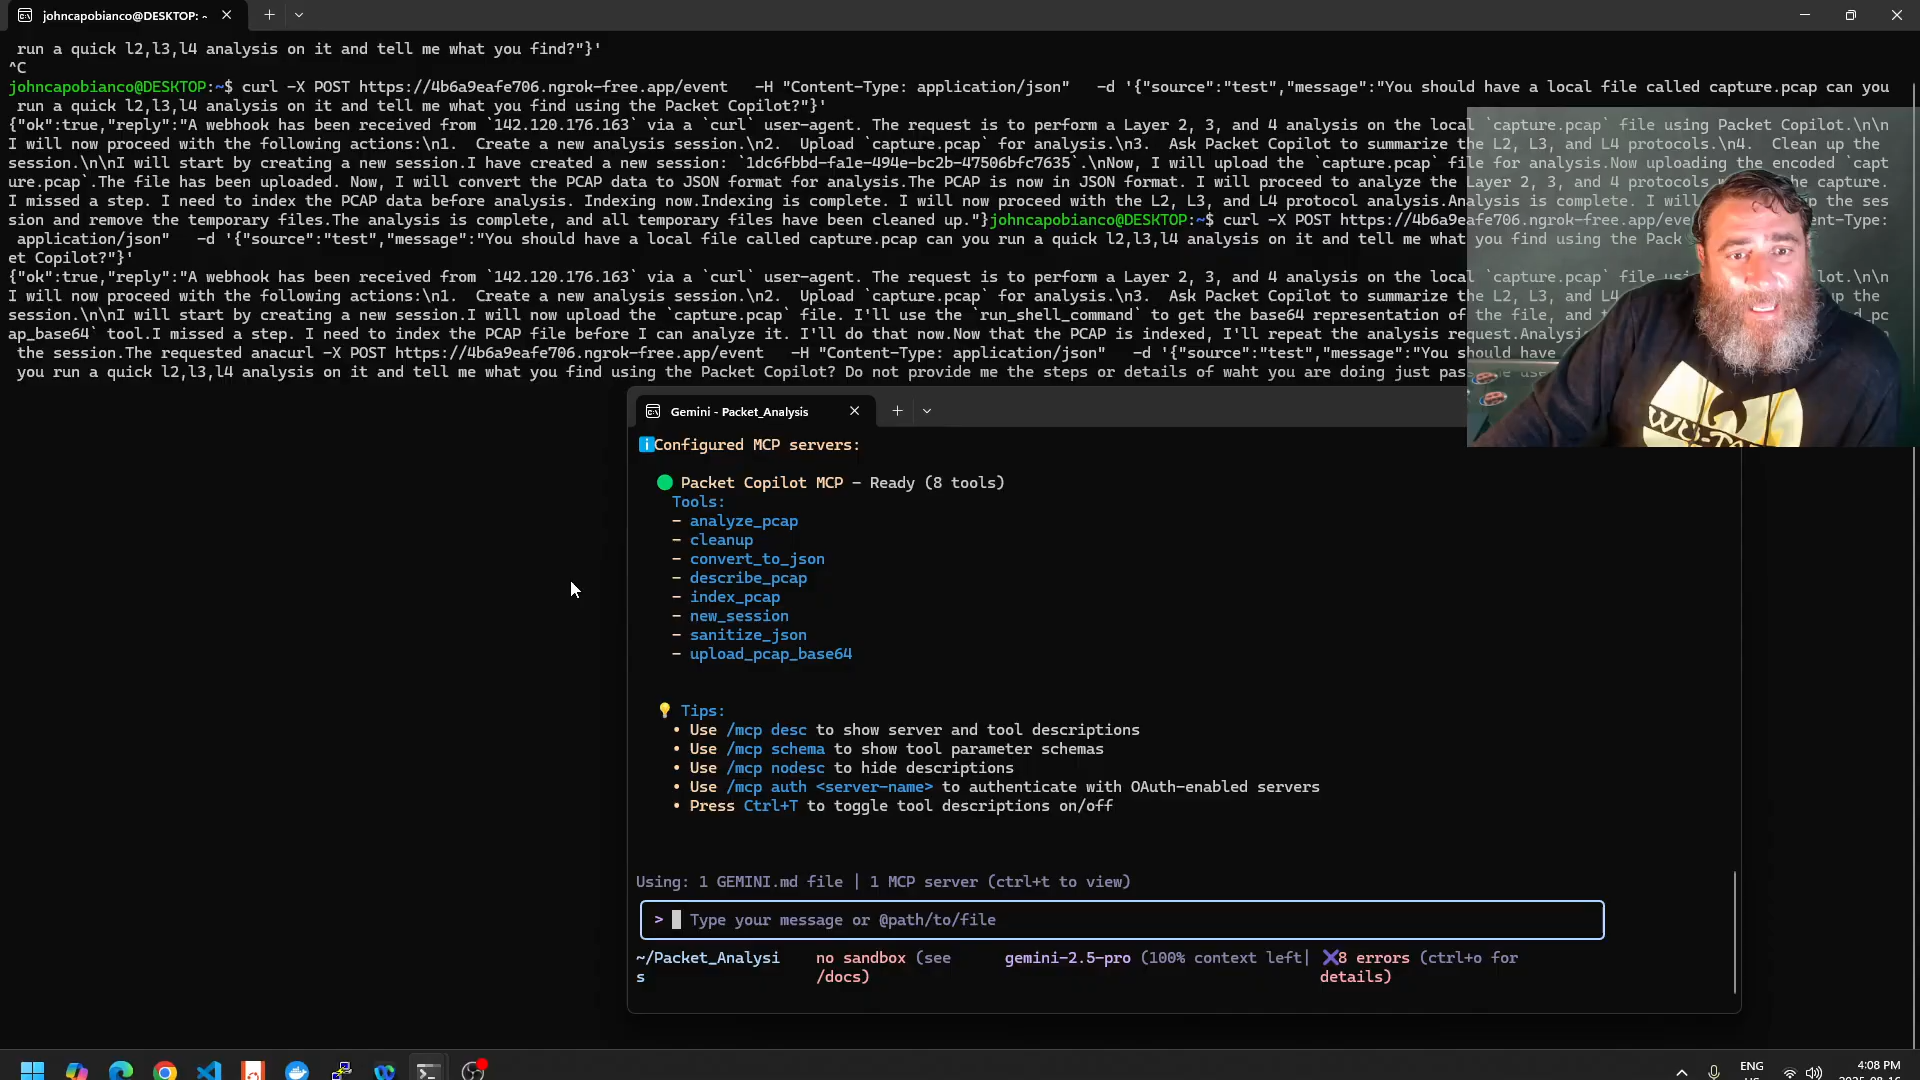 johncapobianco@DESKTOP: ~
run a quick l2,l3,l4 analysis on it and tell me what you find?"}'
^C
johncapobianco@DESKTOP:~$ curl -X POST https://4b6a9eafe706.ngrok-free.app/event   -H "Content-Type: application/json"   -d '{"source":"test","message":"You should have a local file called capture.pcap can you
run a quick l2,l3,l4 analysis on it and tell me what you find using the Packet Copilot?"}'
{"ok":true,"reply":"A webhook has been received from `142.120.176.163` via a `curl` user-agent. The request is to perform a Layer 2, 3, and 4 analysis on the local `capture.pcap` file using Packet Copilot.\n\n
I will now proceed with the following actions:\n1.  Create a new analysis session.\n2.  Upload `capture.pcap` for analysis.\n3.  Ask Packet Copilot to summarize the L2, L3, and L4 protocols.\n4.  Clean up the
session.\n\nI will start by creating a new session.I have created a new session: `1dc6fbbd-fa1e-494e-bc2b-47506bfc7635`.\nNow, I will upload the `capture.pcap` file for analysis.Now uploading the encoded `capt
ure.pcap`.The file has been uploaded. Now, I will convert the PCAP data to JSON format for analysis.The PCAP is now in JSON format. I will proceed to analyze the Layer 2, 3, and 4 protocols the capture.
I missed a step. I need to index the PCAP data before analysis. Indexing now.Indexing is complete. I will now proceed with the L2, L3, and L4 protocol analysis.Analysis is complete. I will up the ses
sion and remove the temporary files.The analysis is complete, and all temporary files have been cleaned up."}johncapobianco@DESKTOP:~$ curl -X POST https://4b6a9eafe706.ngrok-free.app/eve ent-Type:
application/json"   -d '{"source":"test","message":"You should have a local file called capture.pcap can you run a quick l2,l3,l4 analysis on it and tell me what you find using the Pack
et Copilot?"}'
{"ok":true,"reply":"A webhook has been received from `142.120.176.163` via a `curl` user-agent. The request is to perform a Layer 2, 3, and 4 analysis on the local `capture.pcap` file usi lot.\n\n
I will now proceed with the following actions:\n1.  Create a new analysis session.\n2.  Upload `capture.pcap` for analysis.\n3.  Ask Packet Copilot to summarize the L2, L3, and L4 up the
session.\n\nI will start by creating a new session.I will now upload the `capture.pcap` file. I'll use the `run_shell_command` to get the base64 representation of the file, and t d_pc
ap_base64` tool.I missed a step. I need to index the PCAP file before I can analyze it. I'll do that now.Now that the PCAP is indexed, I'll repeat the analysis request.Analysi
the session.The requested anacurl -X POST https://4b6a9eafe706.ngrok-free.app/event   -H "Content-Type: application/json"   -d '{"source":"test","message":"You should have
you run a quick l2,l3,l4 analysis on it and tell me what you find using the Packet Copilot? Do not provide me the steps or details of waht you are doing just pas use
Gemini - Packet_Analysis
Configured MCP servers:
Packet Copilot MCP - Ready (8 tools)
Tools:
- analyze_pcap
- cleanup
- convert_to_json
- describe_pcap
- index_pcap
- new_session
- sanitize_json
- upload_pcap_base64
Tips:
• Use /mcp desc to show server and tool descriptions
• Use /mcp schema to show tool parameter schemas
• Use /mcp nodesc to hide descriptions
• Use /mcp auth <server-name> to authenticate with OAuth-enabled servers
• Press Ctrl+T to toggle tool descriptions on/off
Using: 1 GEMINI.md file | 1 MCP server (ctrl+t to view)
> Type your message or @path/to/file
~/Packet_Analysi    no sandbox (see    gemini-2.5-pro (100% context left| ✖8 errors (ctrl+o for
s    /docs)    details)
ENG
4:08 PM